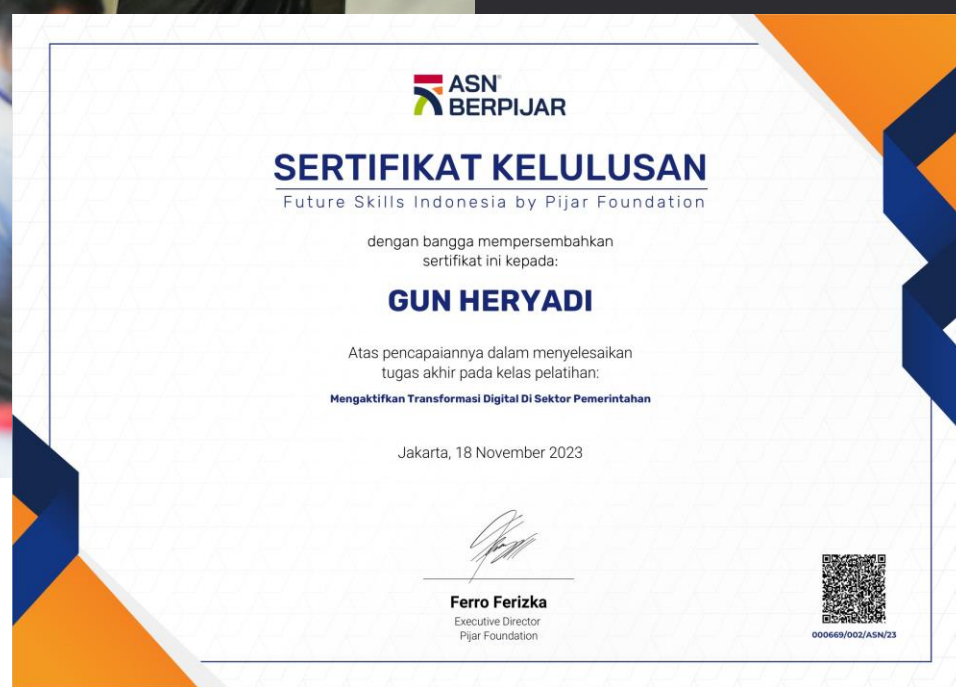 ASN
BERPIJAR
SERTIFIKAT KELULUSAN
Future Skills Indonesia by Pijar Foundation
dengan bangga mempersembahkan
sertifikat ini kepada:
GUN HERYADI
Atas pencapaiannya dalam menyelesaikan
tugas akhir pada kelas pelatihan:
Mengaktifkan Transformasi Digital Di Sektor Pemerintahan
Jakarta, 18 November 2023
Ferro Ferizka
Executive Director
Pijar Foundation
000669/002/ASN/23